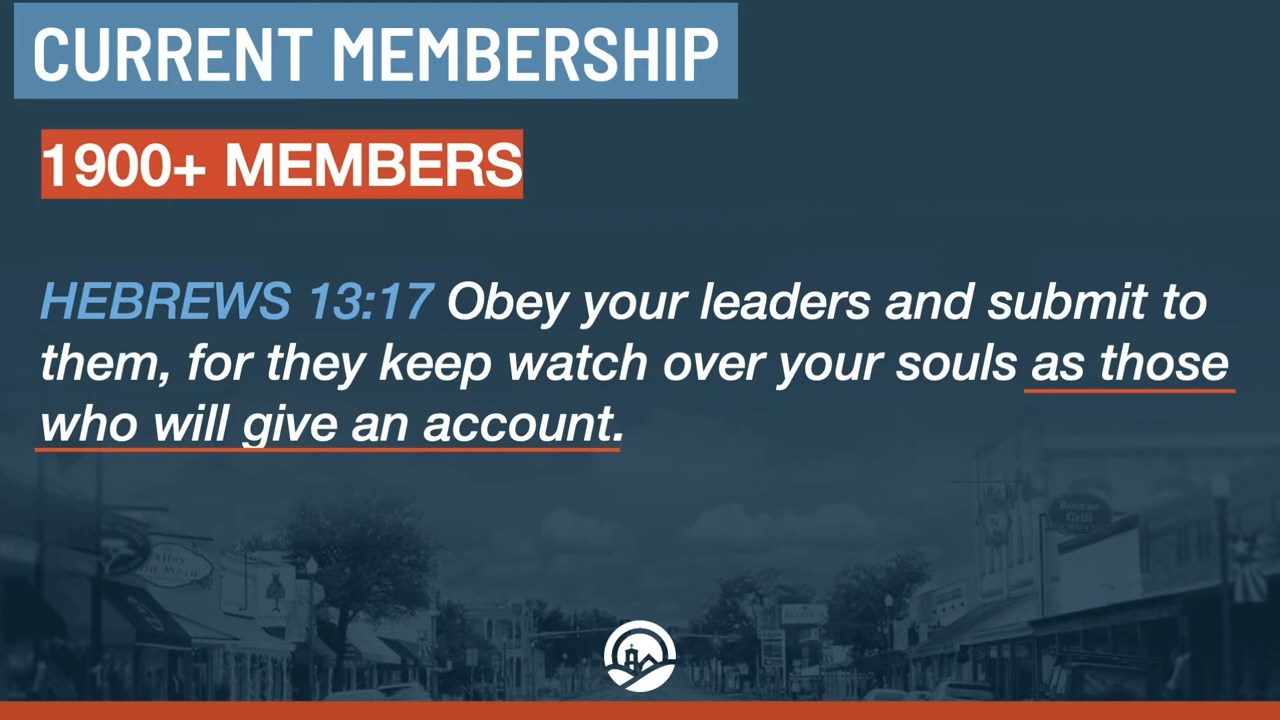 CURRENT MEMBERSHIP
1900+ MEMBERS
HEBREWS 13:17 Obey your leaders and submit to
them, for they keep watch over your souls as those
who will give an account.
Grill